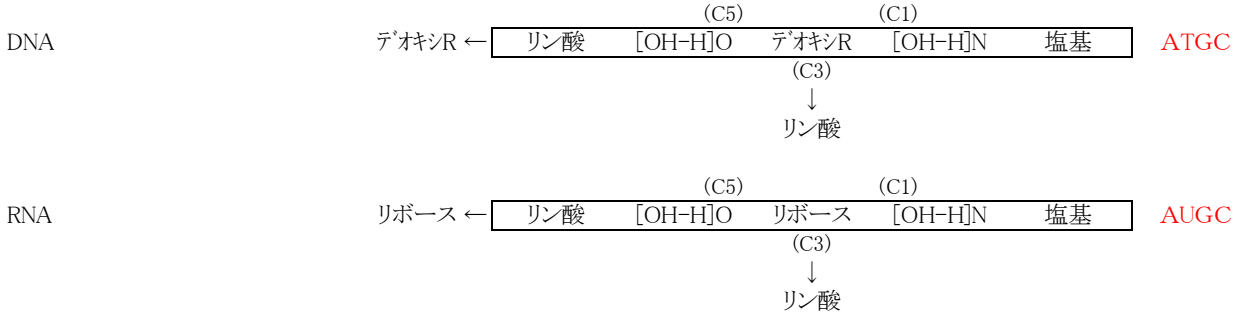 (C5) (C1)
DNA ﾃﾞｵｷｼR ← リン酸 [OH-H]O ﾃﾞｵｷｼR [OH-H]N 塩基 ATGC
(C3)
↓
リン酸
(C5) (C1)
RNA リボース ← リン酸 [OH-H]O リボース [OH-H]N 塩基 AUGC
(C3)
↓
リン酸